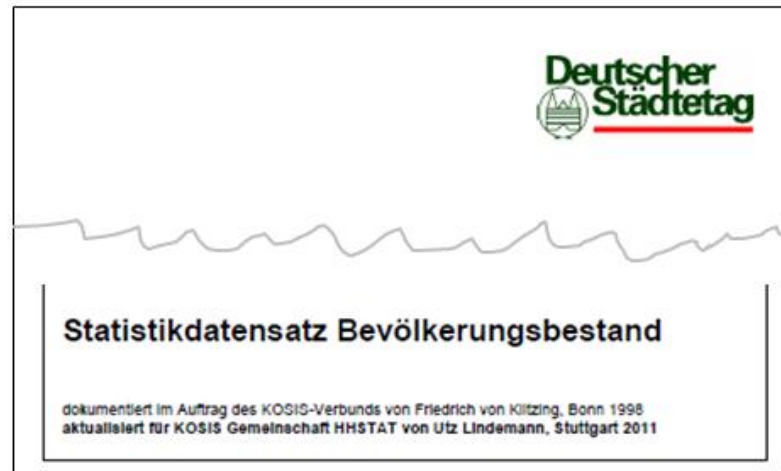 Deutscher
Städtetag
Statistikdatensatz Bevölkerungsbestand
dokumentiert im Auftrag des KOSIS-Verbunds von Friedrich von Klitzing, Bonn 1998
aktualisiert für KOSIS Gemeinschaft HHSTAT von Utz Lindemann, Stuttgart 2011